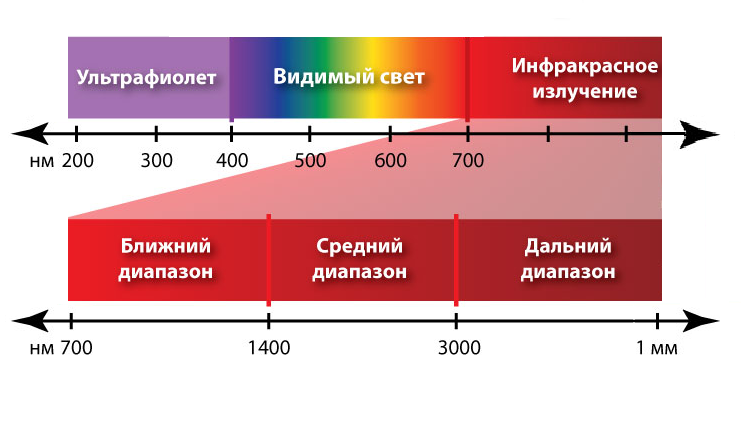 Ультрафиолет
Видимый свет
Инфракрасное
излучение
нм 200 300 400 500 600 700
Ближний
диапазон
Средний
диапазон
Дальний
диапазон
нм 700 1400 3000 1 мм